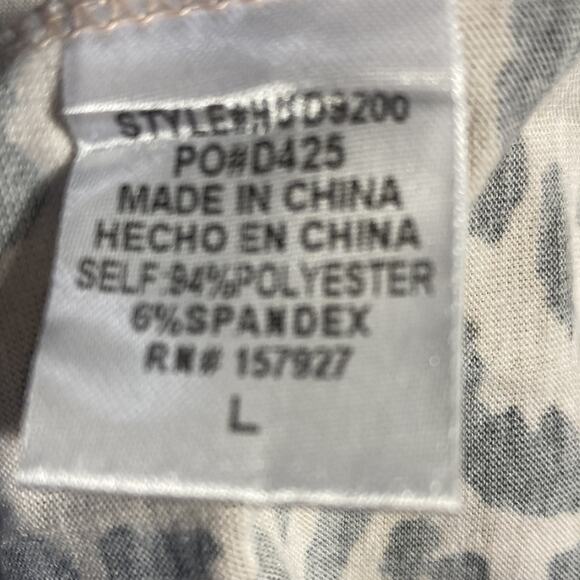 PO#D425
MADE IN CHINA
HECHO EN CHINA
SELF:94%POLYESTER
6%SPANDEX
RN# 157927
L